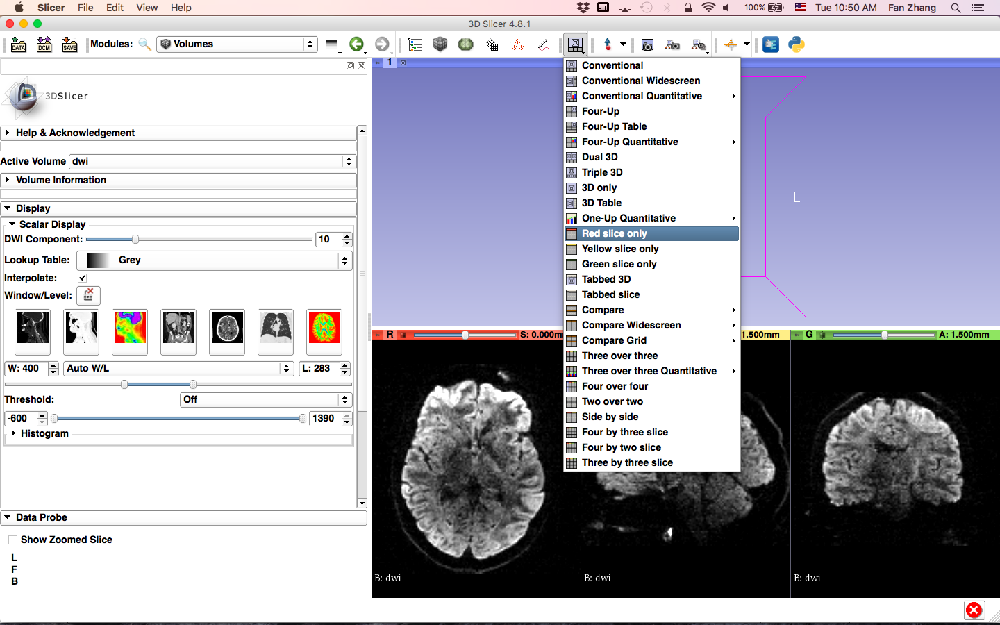 Slicer File Edit View Help 100% Tue 10:50 AM Fan Zhang
3D Slicer 4.8.1
DATA DCM SAVE Modules: Volumes
1
3DSlicer
Help & Acknowledgement
Active Volume dwi
Volume Information
Display
Scalar Display
DWI Component: 10
Lookup Table: Grey
Interpolate:
Window/Level:
W: 400 Auto W/L L: 283
Threshold: Off
-600 1390
Histogram
Data Probe
Show Zoomed Slice
L
F
B
Conventional
Conventional Widescreen
Conventional Quantitative
Four-Up
Four-Up Table
Four-Up Quantitative
Dual 3D
Triple 3D
3D only
3D Table
One-Up Quantitative
Red slice only
Yellow slice only
Green slice only
Tabbed 3D
Tabbed slice
Compare
Compare Widescreen
Compare Grid
Three over three
Three over three Quantitative
Four over four
Two over two
Side by side
Four by three slice
Four by two slice
Three by three slice
L
R S: 0.000m
1.500mm
G A: 1.500mm
B: dwi
B: dwi
B: dwi